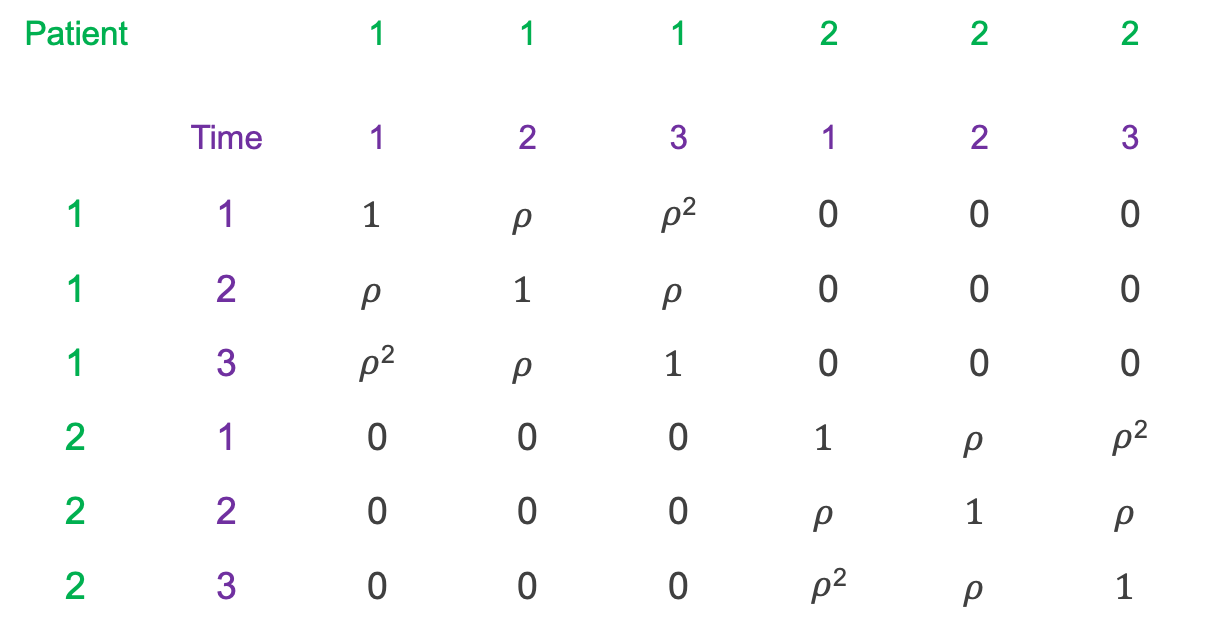 Patient 1 1 1 2 2 2
Time 1 2 3 1 2 3
1 1 1 ρ ρ² 0 0 0
1 2 ρ 1 ρ 0 0 0
1 3 ρ² ρ 1 0 0 0
2 1 0 0 0 1 ρ ρ²
2 2 0 0 0 ρ 1 ρ
2 3 0 0 0 ρ² ρ 1